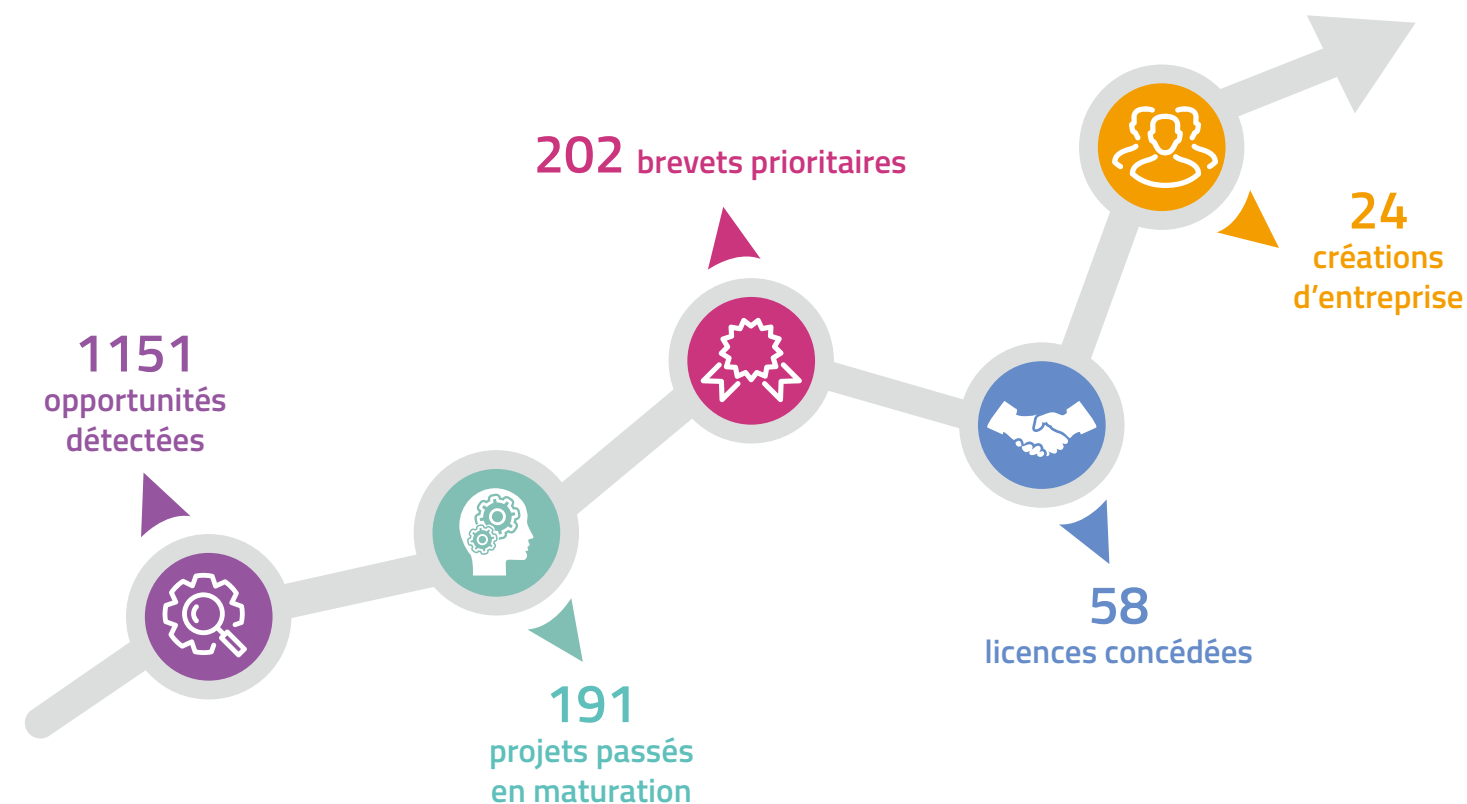 1151
opportunités
détectées
191
projets passés
en maturation
202 brevets prioritaires
58
licences concédées
24
créations
d'entreprise